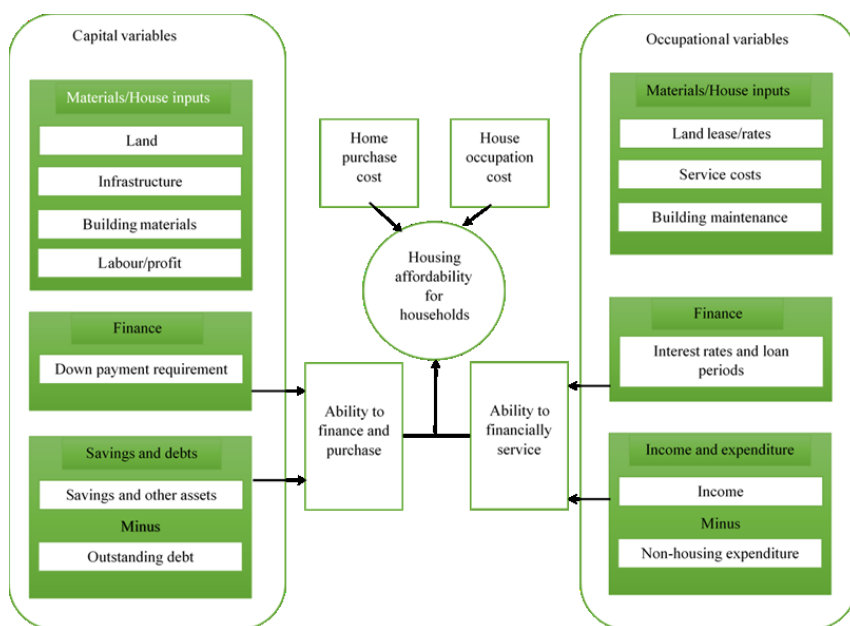 Capital variables
Materials/House inputs
Land
Infrastructure
Building materials
Labour/profit
Finance
Down payment requirement
Savings and debts
Savings and other assets
Minus
Outstanding debt
Home
purchase
cost
House
occupation
cost
Housing
affordability
for
households
Ability to
finance and
purchase
Ability to
financially
service
Occupational variables
Materials/House inputs
Land lease/rates
Service costs
Building maintenance
Finance
Interest rates and loan
periods
Income and expenditure
Income
Minus
Non-housing expenditure